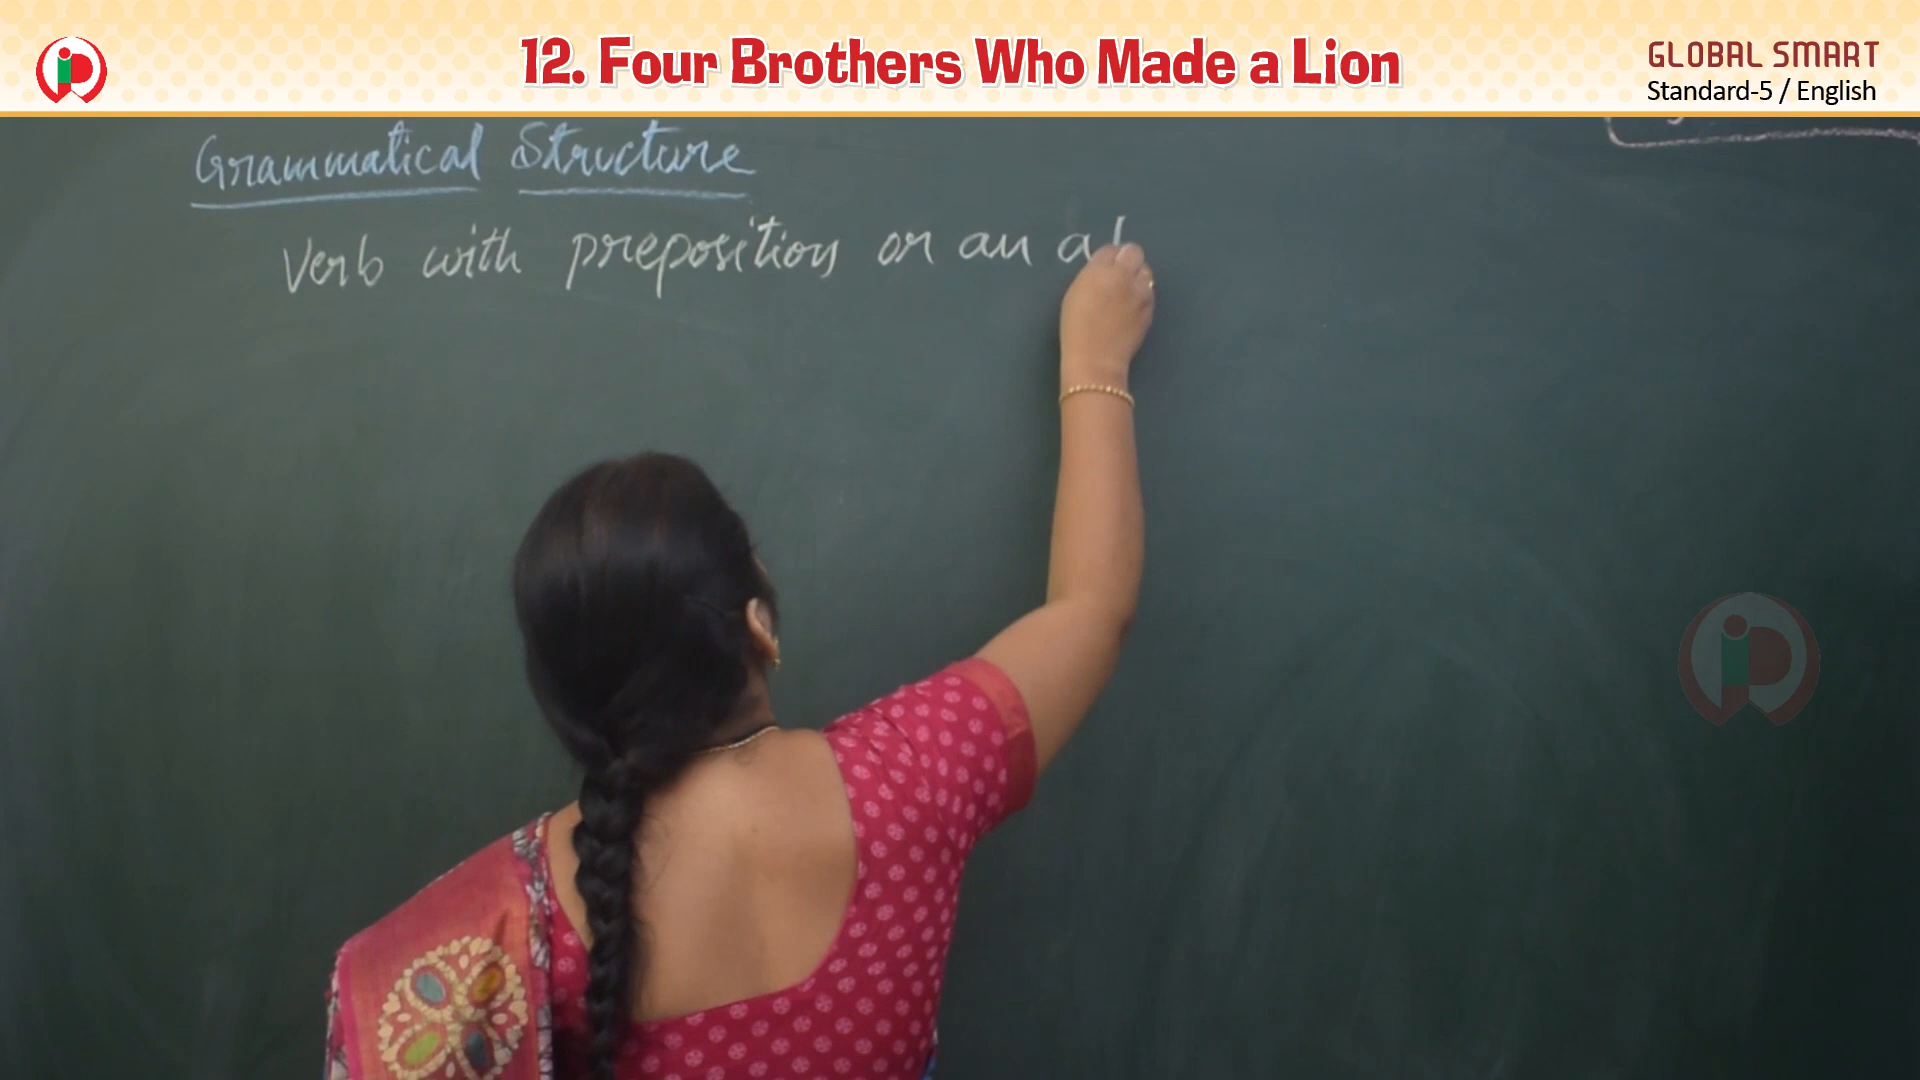 12. Four Brothers Who Made a Lion
GLOBAL SMART
Standard-5 / English
Grammatical Structure
Verb with preposition or an